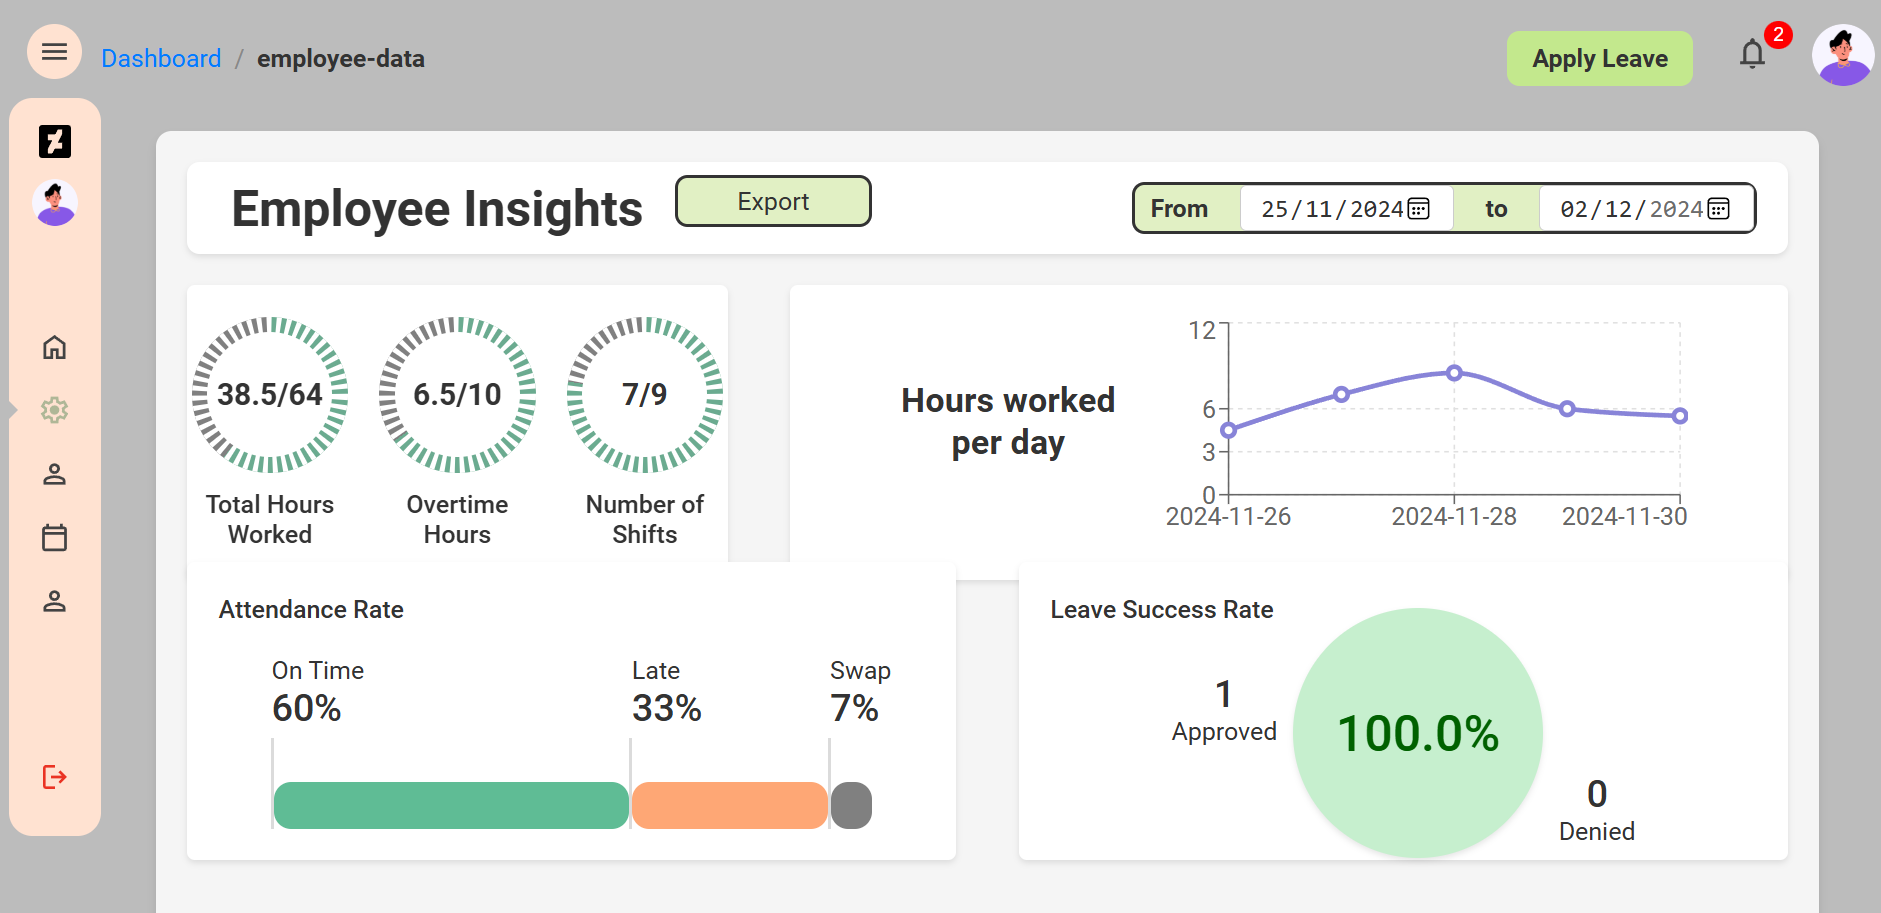 Dashboard / employee-data
Apply Leave
2
Employee Insights
Export
From 25/11/2024 to 02/12/2024
38.5/64
Total Hours
Worked
6.5/10
Overtime
Hours
7/9
Number of
Shifts
Hours worked
per day
12
6
3
0
2024-11-26 2024-11-28 2024-11-30
Attendance Rate
On Time Late Swap
60% 33% 7%
Leave Success Rate
1
Approved
100.0%
0
Denied